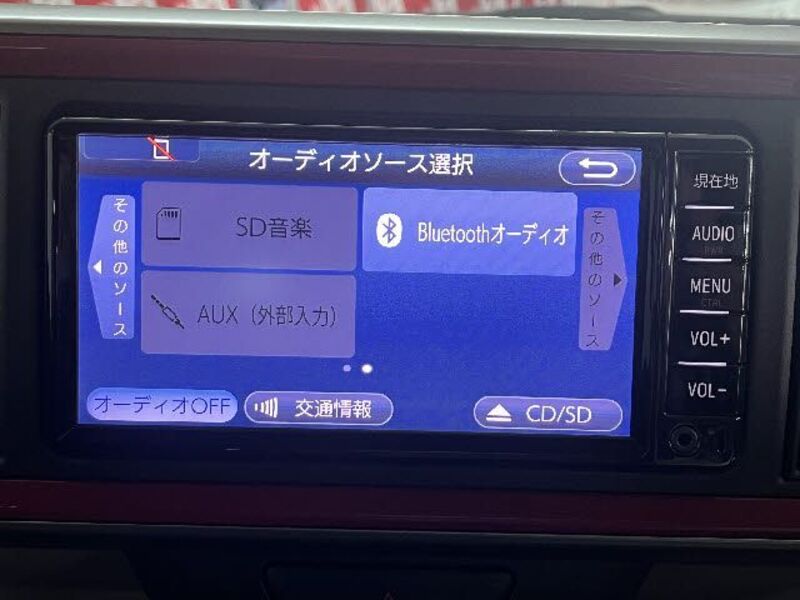 オーディオソース選択
その他のソース
SD音楽
Bluetoothオーディオ
その他のソース
AUX（外部入力）
オーディオOFF
交通情報
CD/SD
現在地
AUDIO
PWR
MENU
CTRL
VOL+
VOL-